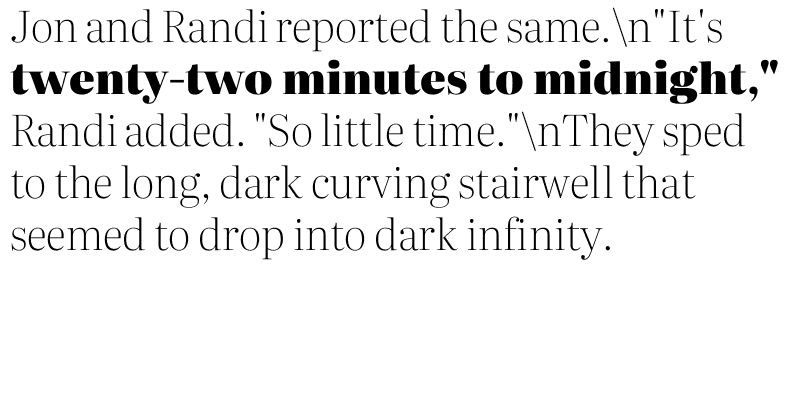 Jon and Randi reported the same.\n"It's
twenty-two minutes to midnight,"
Randi added. "So little time."\nThey sped
to the long, dark curving stairwell that
seemed to drop into dark infinity.